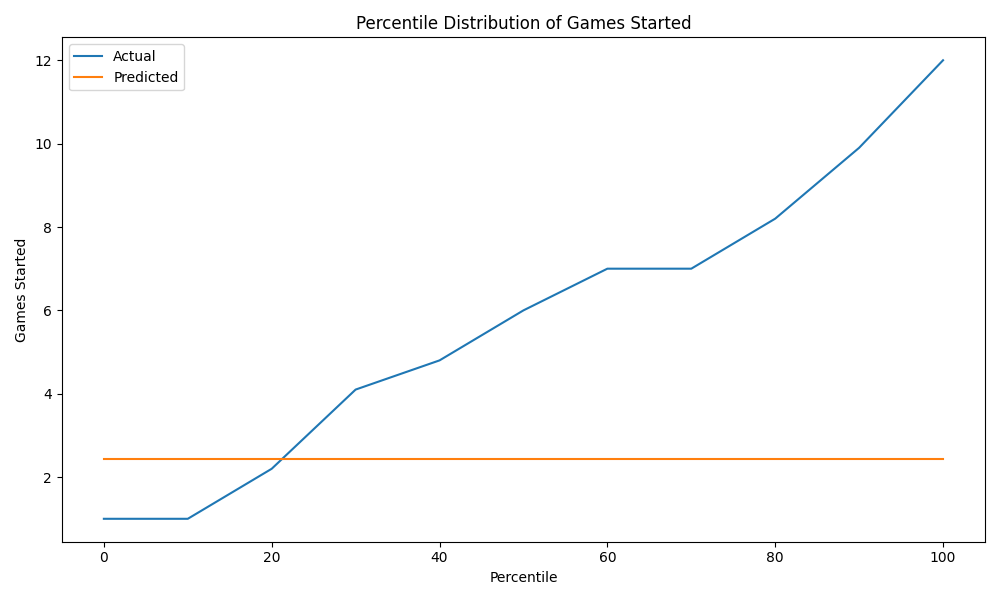 Percentile Distribution of Games Started
Actual
Predicted
12
10
8
6
4
2
Games Started
0 20 40 60 80 100
Percentile